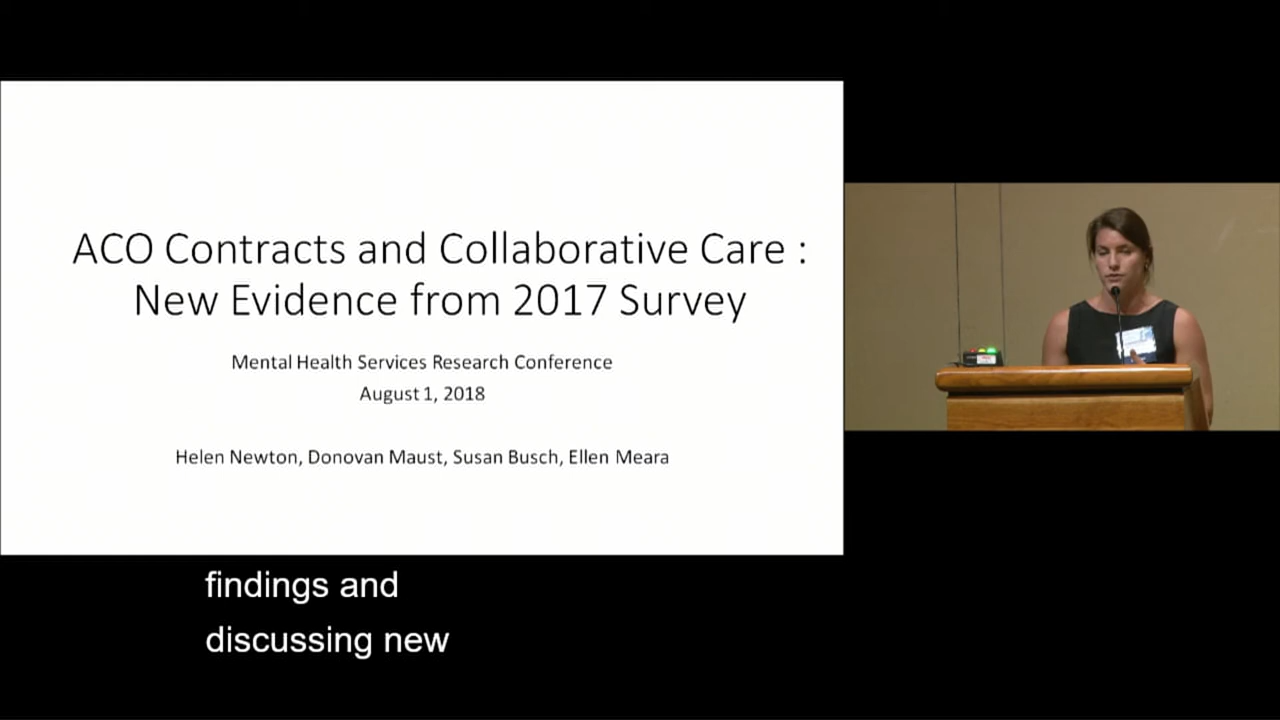 ACO Contracts and Collaborative Care :
New Evidence from 2017 Survey
Mental Health Services Research Conference
August 1, 2018
Helen Newton, Donovan Maust, Susan Busch, Ellen Meara
findings and
discussing new